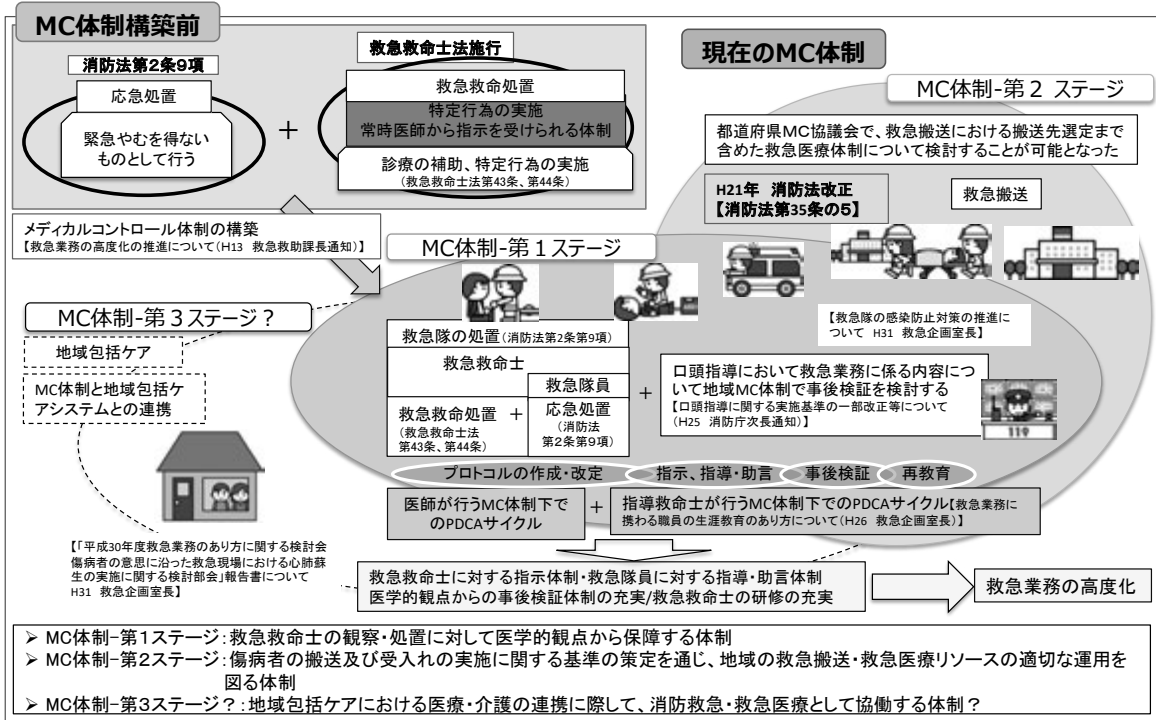 MC体制構築前
消防法第２条９項
応急処置
緊急やむを得ない
ものとして行う
＋
救急救命士法施行
救急救命処置
特定行為の実施
常時医師から指示を受けられる体制
診療の補助、特定行為の実施
（救急救命士法第43条、第44条）
現在のMC体制
MC体制-第２ ステージ
都道府県MC協議会で、救急搬送における搬送先選定まで
含めた救急医療体制について検討することが可能となった
H21年 消防法改正
【消防法第35条の５】
救急搬送
メディカルコントロール体制の構築
【救急業務の高度化の推進について（H13 救急救助課長通知）】
MC体制-第１ステージ
MC体制-第３ステージ？
地域包括ケア
MC体制と地域包括ケ
アシステムとの連携
【救急隊の感染防止対策の推進に
ついて H31 救急企画室長】
救急隊の処置（消防法第２条第９項）
救急救命士
救急救命処置
（救急救命士法
第43条、第44条）
＋
救急隊員
応急処置
（消防法
第２条第９項）
＋
口頭指導において救急業務に係る内容につ
いて地域MC体制で事後検証を検討する
【口頭指導に関する実施基準の一部改正等について
（H25 消防庁次長通知）】
119
プロトコルの作成・改定
指示、指導・助言
事後検証
再教育
医師が行うMC体制下で
のPDCAサイクル
＋
指導救命士が行うMC体制下でのPDCAサイクル【救急業務に
携わる職員の生涯教育のあり方について（H26 救急企画室長）】
【「平成30年度救急業務のあり方に関する検討会
傷病者の意思に沿った救急現場における心肺蘇
生の実施に関する検討部会」報告書について
H31 救急企画室長】
救急救命士に対する指示体制・救急隊員に対する指導・助言体制
医学的観点からの事後検証体制の充実/救急救命士の研修の充実
救急業務の高度化
➢ MC体制-第１ステージ：救急救命士の観察・処置に対して医学的観点から保障する体制
➢ MC体制-第２ステージ：傷病者の搬送及び受入れの実施に関する基準の策定を通じ、地域の救急搬送・救急医療リソースの適切な運用を
図る体制
➢ MC体制-第３ステージ？：地域包括ケアにおける医療・介護の連携に際して、消防救急・救急医療として協働する体制？